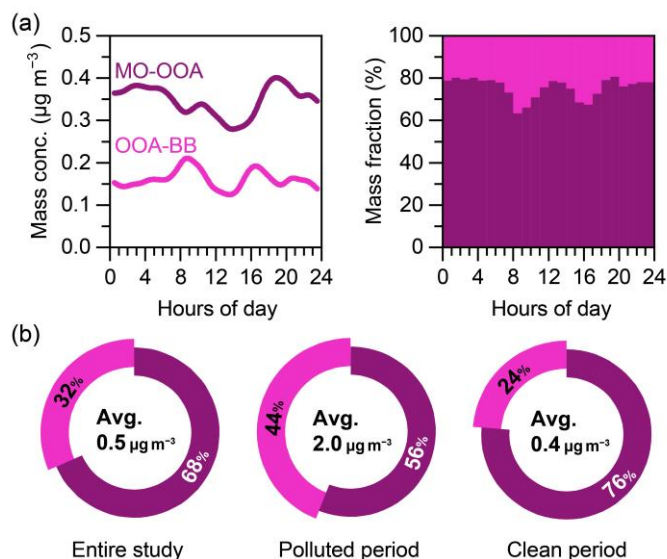 (a)
Mass conc. (µg m⁻³)
0.5
0.4
0.3
0.2
0.1
0.0
MO-OOA
OOA-BB
0 4 8 12 16 20 24
Hours of day
Mass fraction (%)
100
80
60
40
20
0
0 4 8 12 16 20 24
Hours of day
(b)
32%
68%
Avg.
0.5 µg m⁻³
Entire study
44%
56%
Avg.
2.0 µg m⁻³
Polluted period
24%
76%
Avg.
0.4 µg m⁻³
Clean period